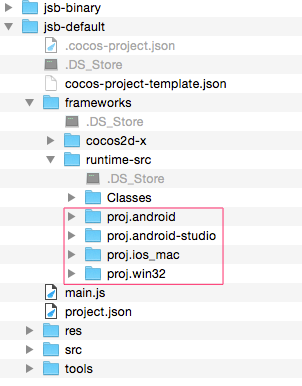 jsb-binary
jsb-default
.cocos-project.json
.DS_Store
cocos-project-template.json
frameworks
.DS_Store
cocos2d-x
runtime-src
.DS_Store
Classes
proj.android
proj.android-studio
proj.ios_mac
proj.win32
main.js
project.json
res
src
tools